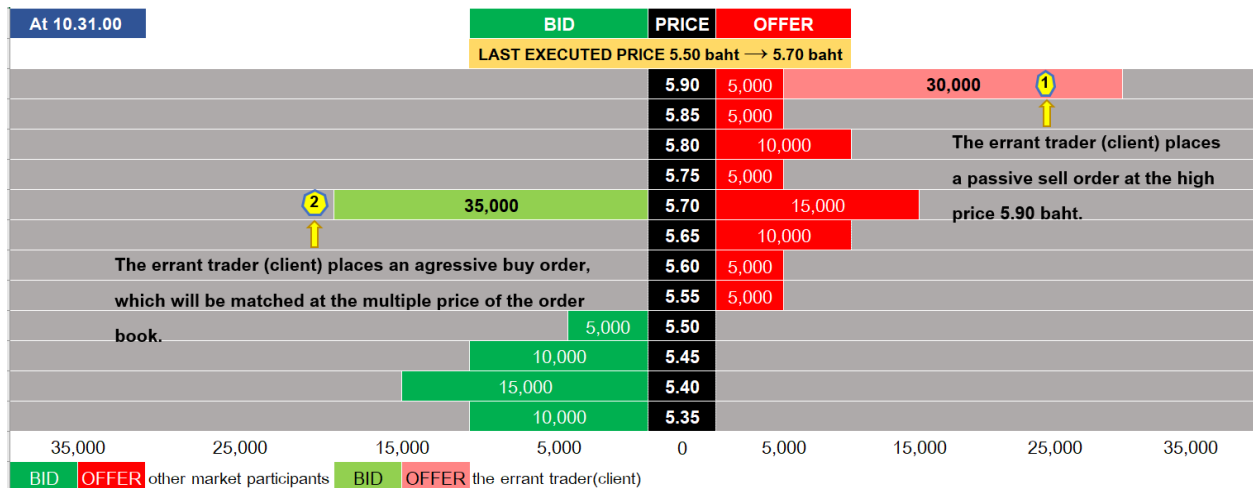 At 10.31.00 BID PRICE OFFER
LAST EXECUTED PRICE 5.50 baht → 5.70 baht
5.90 5,000 30,000 1
5.85 5,000
5.80 10,000
The errant trader (client) places
a passive sell order at the high
price 5.90 baht.
5.75 5,000
2 35,000 5.70 15,000
5.65 10,000
The errant trader (client) places an agressive buy order,
which will be matched at the multiple price of the order
book.
5.60 5,000
5.55 5,000
5,000 5.50
10,000 5.45
15,000 5.40
10,000 5.35
35,000 25,000 15,000 5,000 0 5,000 15,000 25,000 35,000
BID OFFER other market participants BID OFFER the errant trader(client)